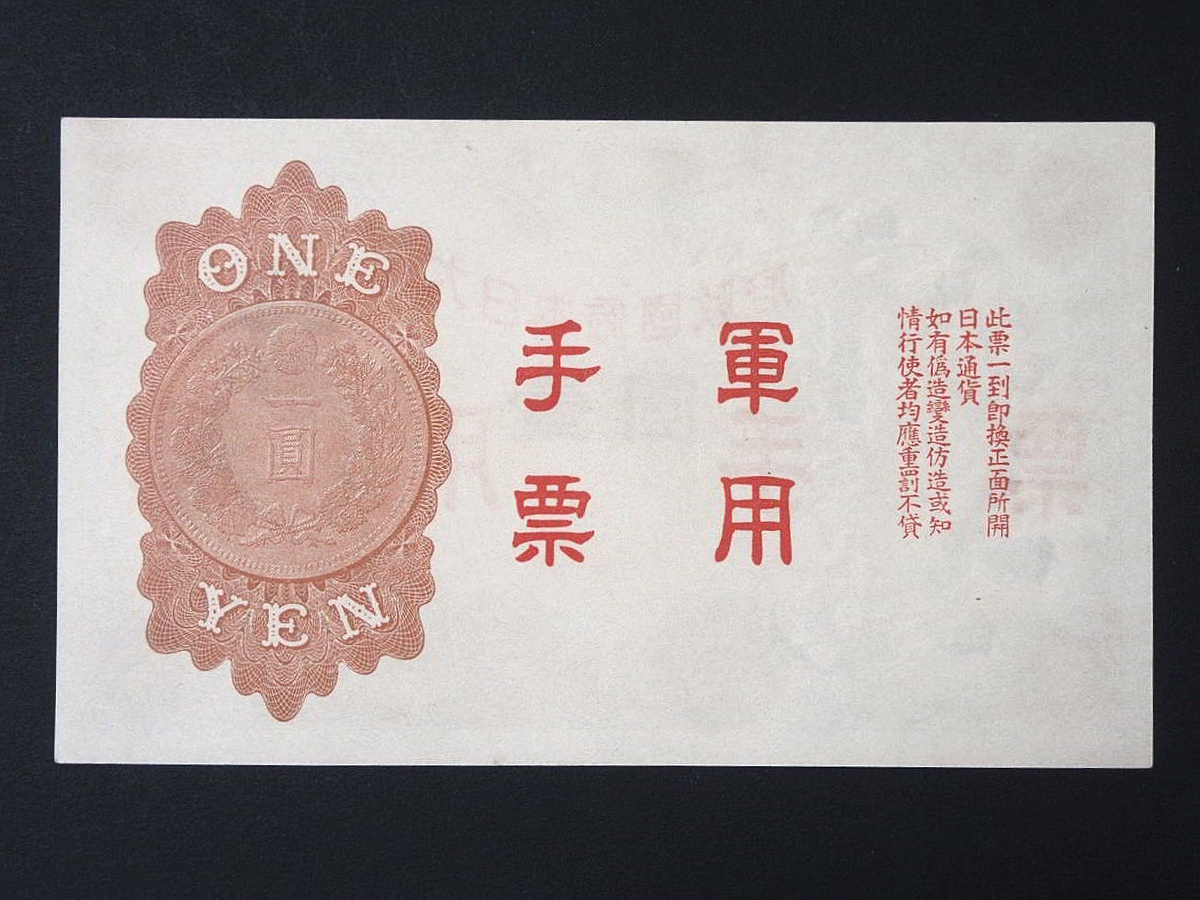 此票一到卽換正面所開
日本通貨
如有僞造變造仿造或知
情行使者均應重罰不貸
軍用
手票
ONE
一圓
YEN